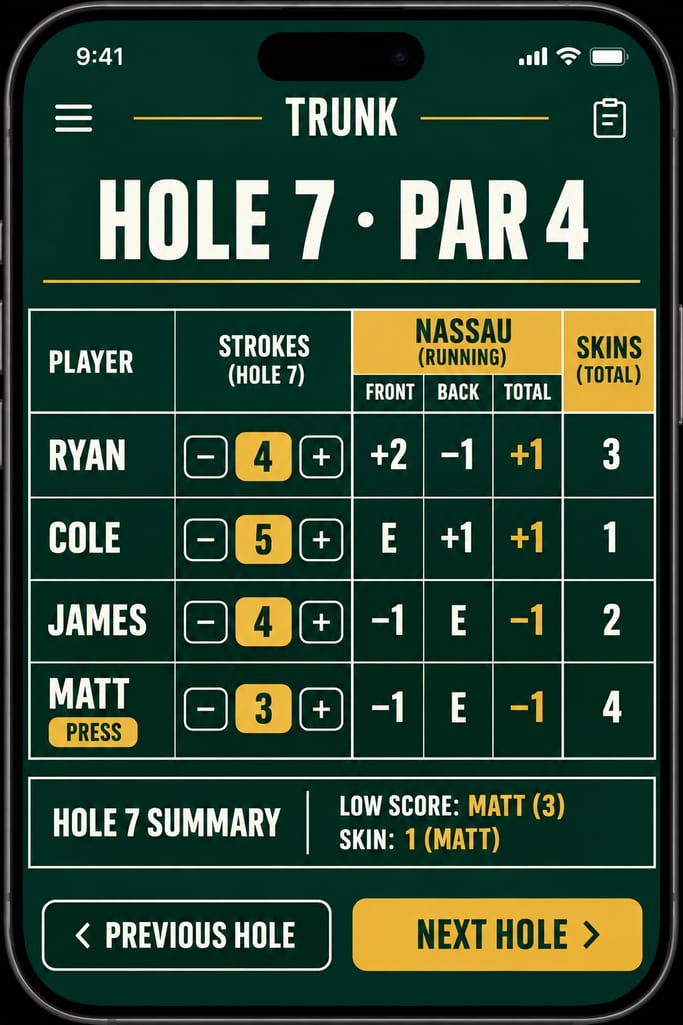 9:41
TRUNK
HOLE 7 · PAR 4
PLAYER STROKES (HOLE 7) NASSAU (RUNNING) SKINS (TOTAL)
FRONT BACK TOTAL
RYAN − 4 + +2 −1 +1 3
COLE − 5 + E +1 +1 1
JAMES − 4 + −1 E −1 2
MATT − 3 + −1 E −1 4
PRESS
HOLE 7 SUMMARY
LOW SCORE: MATT (3)
SKIN: 1 (MATT)
< PREVIOUS HOLE
NEXT HOLE >